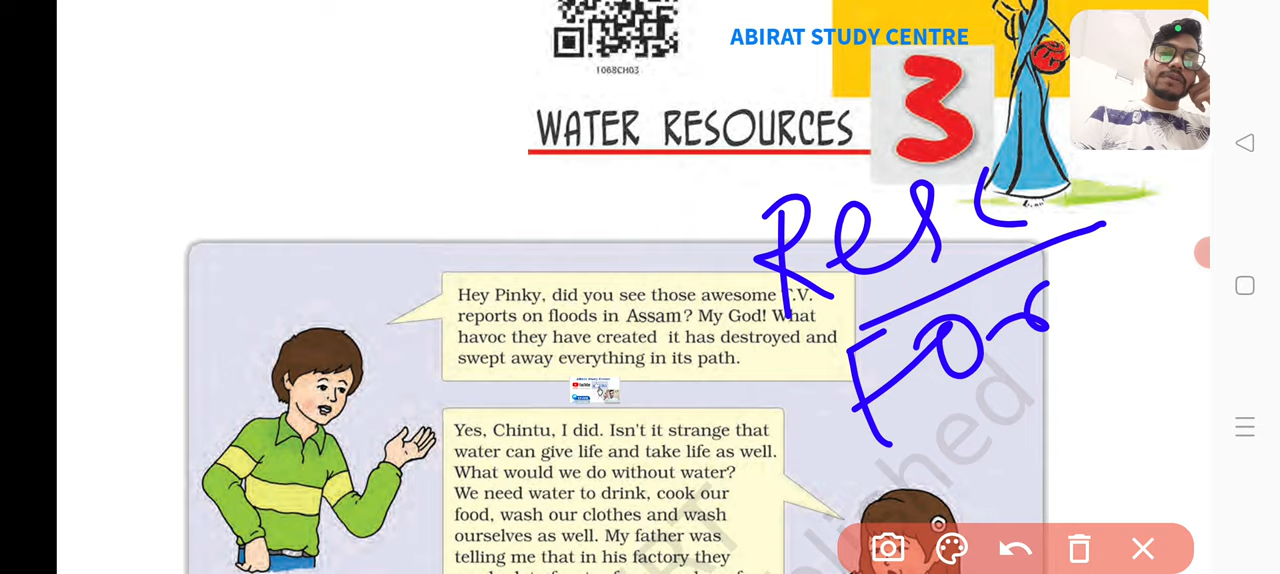 1068CH03
ABIRAT STUDY CENTRE
3
WATER RESOURCES
Res
For
Hey Pinky, did you see those awesome T.V.
reports on floods in Assam? My God! What
havoc they have created it has destroyed and
swept away everything in its path.
Yes, Chintu, I did. Isn't it strange that
water can give life and take life as well.
What would we do without water?
We need water to drink, cook our
food, wash our clothes and wash
ourselves as well. My father was
telling me that in his factory they